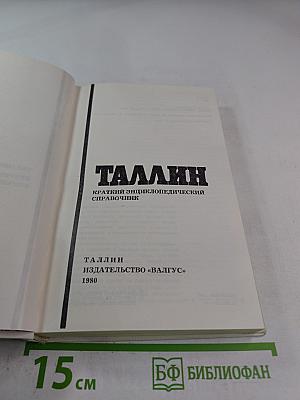 ТАЛЛИН
КРАТКИЙ ЭНЦИКЛОПЕДИЧЕСКИЙ
СПРАВОЧНИК
ТАЛЛИН
ИЗДАТЕЛЬСТВО «ВАЛГУС»
1980
15 см
БФ БИБЛИОФАН